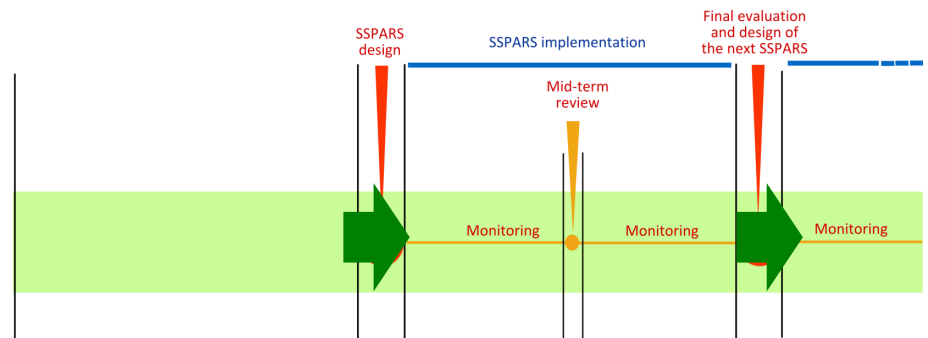 SSPARS
design
SSPARS implementation
Final evaluation
and design of
the next SSPARS
Mid-term
review
Monitoring
Monitoring
Monitoring